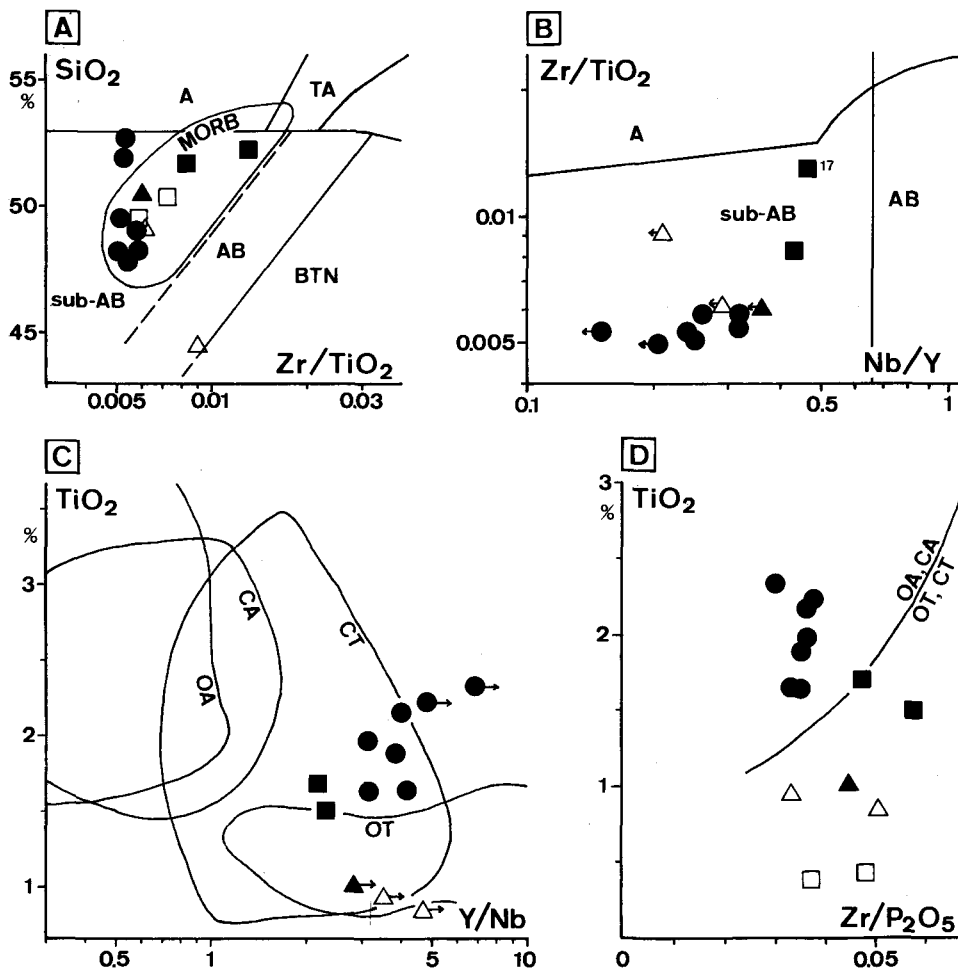 A
SiO2
55
%
50
45
A
TA
MORB
AB
BTN
sub-AB
Zr/TiO2
0.005
0.01
0.03
B
Zr/TiO2
A
17
0.01
sub-AB
AB
0.005
Nb/Y
0.1
0.5
1
C
TiO2
%
3
2
1
CA
CT
OA
OT
Y/Nb
0.5
1
5
10
D
3
TiO2
%
2
1
OA, CA
OT, CT
Zr/P2O5
0
0.05